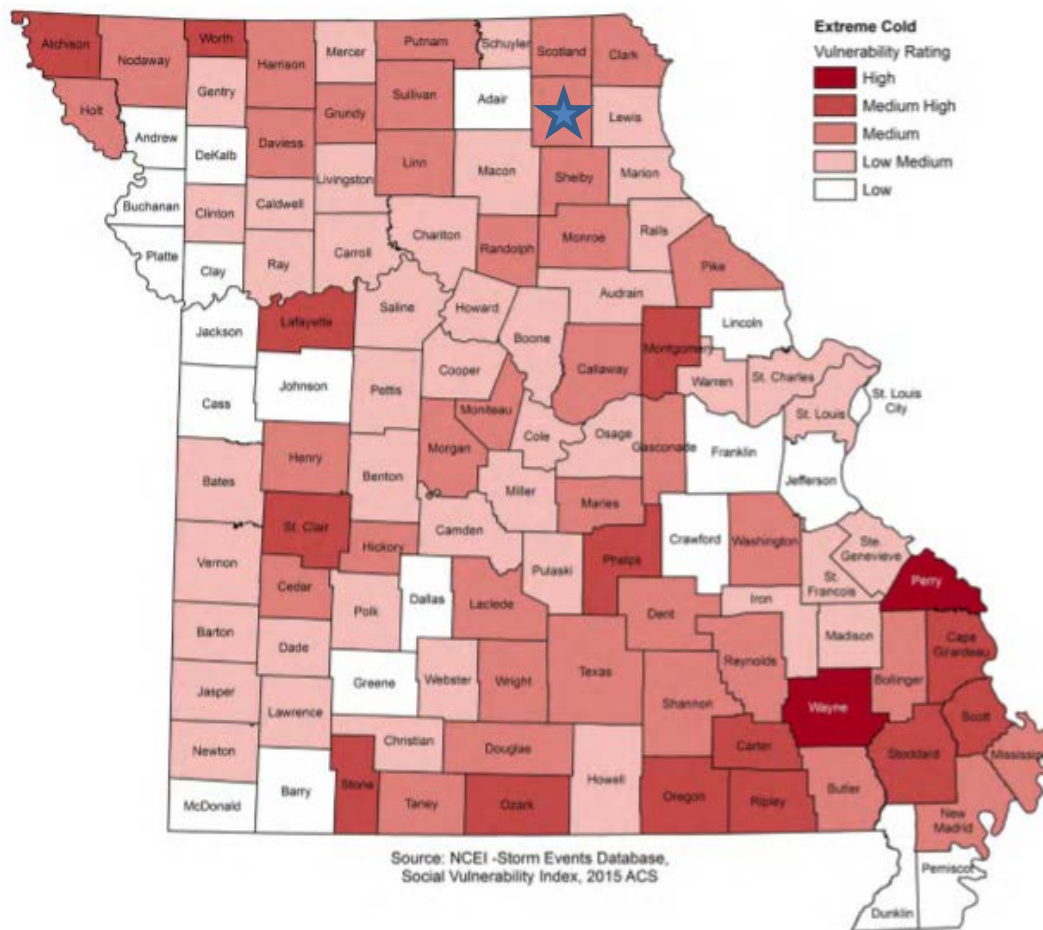 Extreme Cold
Vulnerability Rating
High
Medium High
Medium
Low Medium
Low
Atchison
Nodaway
Worth
Harrison
Mercer
Putnam
Schuyler
Scotland
Clark
Holt
Gentry
Grundy
Sullivan
Adair
Lewis
Andrew
DeKalb
Daviess
Livingston
Linn
Macon
Shelby
Marion
Buchanan
Clinton
Caldwell
Chariton
Randolph
Monroe
Ralls
Platte
Clay
Ray
Carroll
Pike
Audrain
Jackson
Lafayette
Saline
Howard
Boone
Callaway
Montgomery
Lincoln
Cass
Johnson
Pettis
Cooper
Moniteau
Warren
St. Charles
St. Louis
St. Louis
City
Henry
Morgan
Cole
Osage
Gasconade
Franklin
Jefferson
Bates
Benton
Miller
Maries
St. Clair
Camden
Hickory
Pulaski
Phelps
Crawford
Washington
Ste.
Genevieve
St.
Francois
Perry
Vernon
Cedar
Polk
Dallas
Laclede
Dent
Iron
Madison
Cape
Girardeau
Barton
Dade
Greene
Webster
Wright
Texas
Shannon
Reynolds
Bollinger
Jasper
Lawrence
Wayne
Scott
Newton
Christian
Douglas
Howell
Carter
Stoddard
Mississippi
McDonald
Barry
Stone
Taney
Ozark
Oregon
Ripley
Butler
New
Madrid
Pemiscot
Dunklin
Source: NCEI -Storm Events Database,
Social Vulnerability Index, 2015 ACS